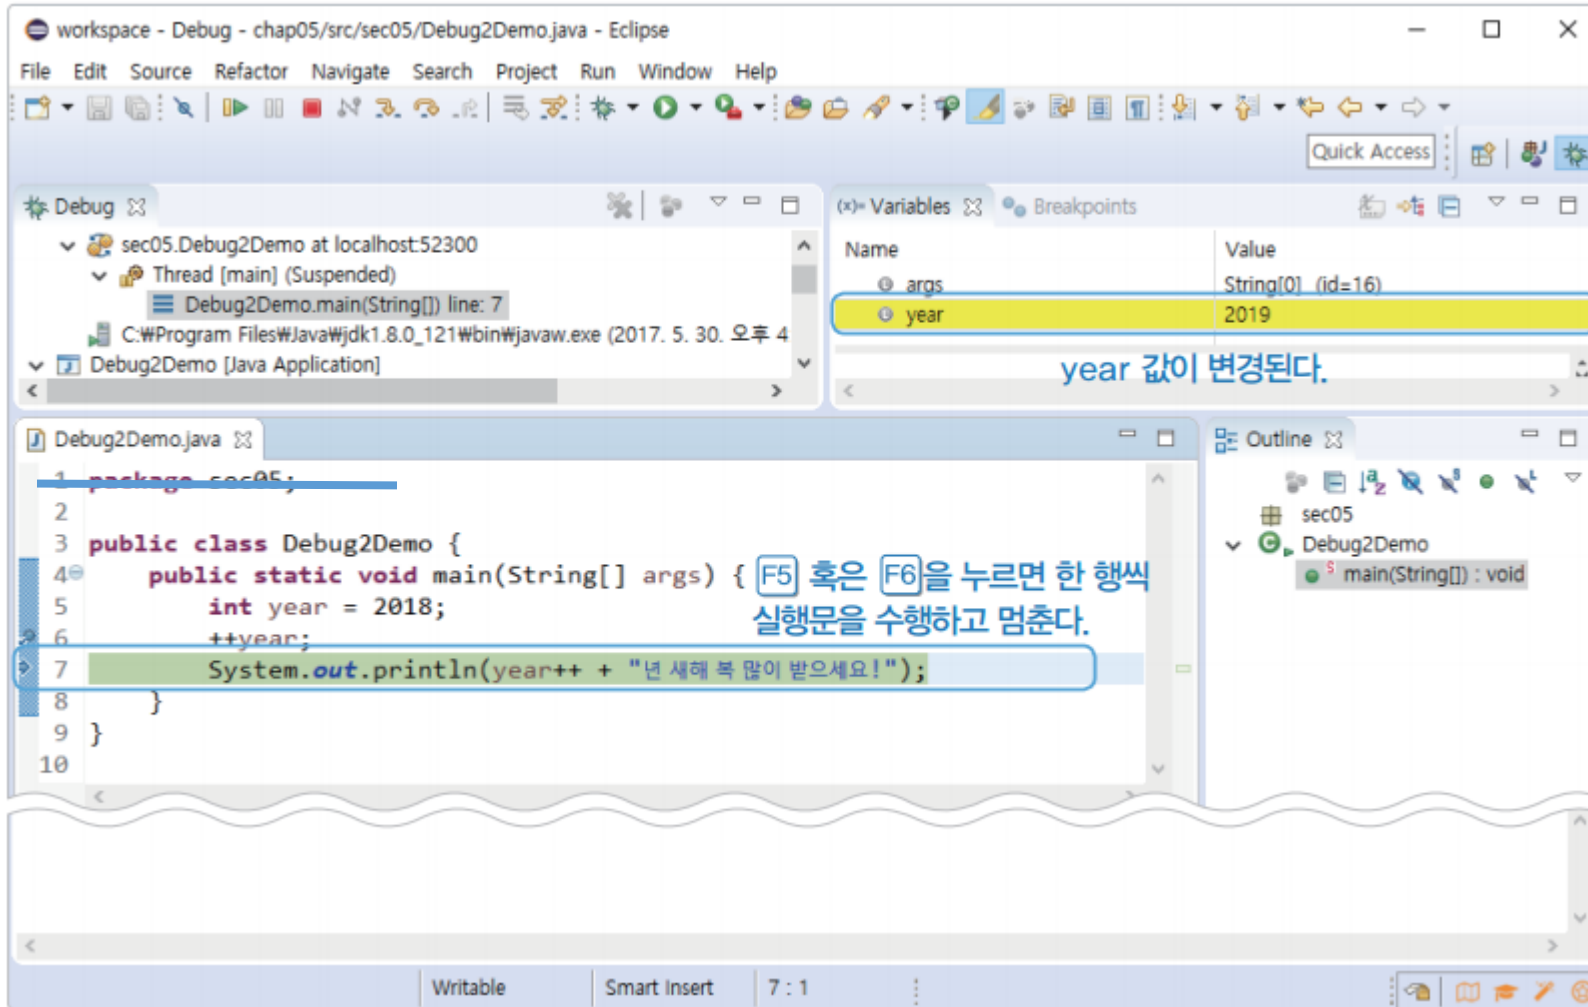 workspace - Debug - chap05/src/sec05/Debug2Demo.java - Eclipse
File Edit Source Refactor Navigate Search Project Run Window Help
Quick Access
Debug
sec05.Debug2Demo at localhost:52300
Thread [main] (Suspended)
Debug2Demo.main(String[]) line: 7
C:₩Program Files₩Java₩jdk1.8.0_121₩bin₩javaw.exe (2017. 5. 30. 오후 4
Debug2Demo [Java Application]
(x)= Variables Breakpoints
Name Value
args String[0] (id=16)
year 2019
year 값이 변경된다.
Debug2Demo.java
1 package sec05;
2
3 public class Debug2Demo {
4 public static void main(String[] args) {
5 int year = 2018;
6 ++year;
7 System.out.println(year++ + "년 새해 복 많이 받으세요!");
8 }
9 }
10
F5 혹은 F6을 누르면 한 행씩
실행문을 수행하고 멈춘다.
Outline
sec05
Debug2Demo
main(String[]) : void
Writable Smart Insert 7 : 1